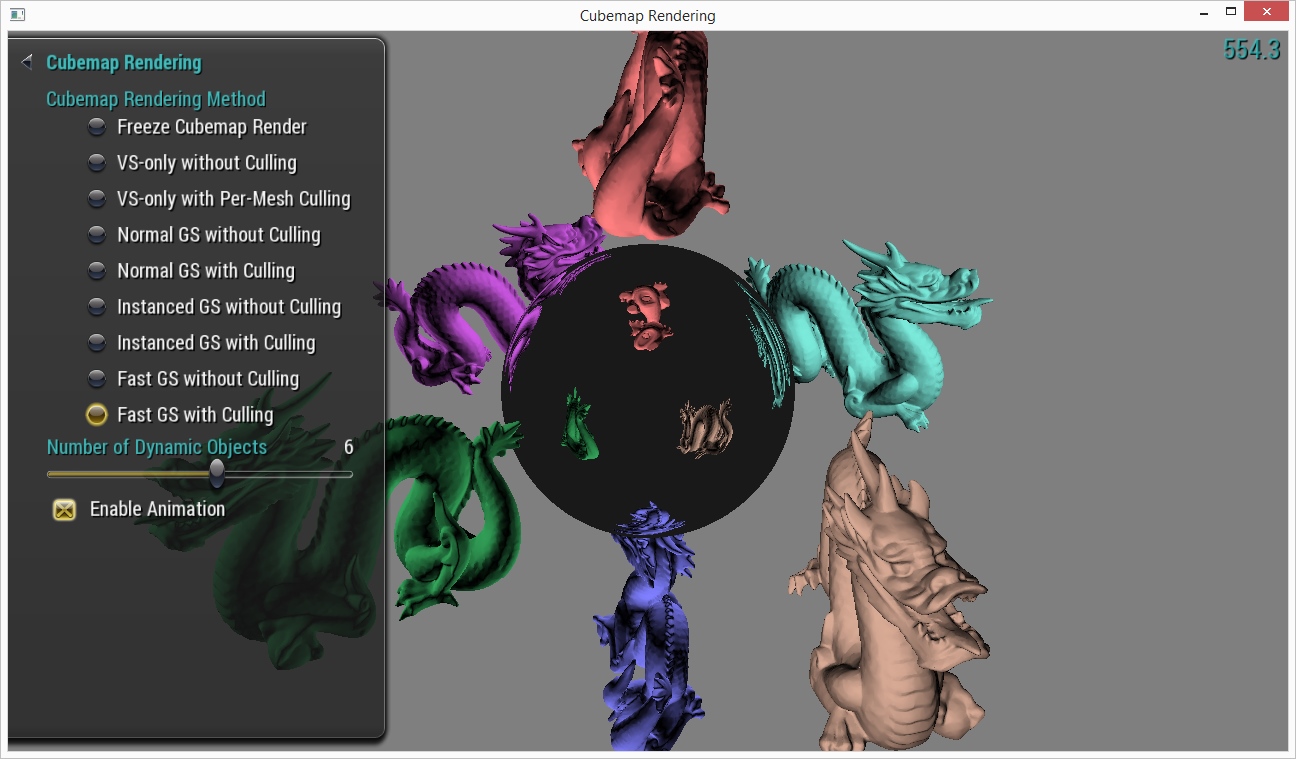 Cubemap Rendering
554.3
Cubemap Rendering
Cubemap Rendering Method
Freeze Cubemap Render
VS-only without Culling
VS-only with Per-Mesh Culling
Normal GS without Culling
Normal GS with Culling
Instanced GS without Culling
Instanced GS with Culling
Fast GS without Culling
Fast GS with Culling
Number of Dynamic Objects 6
Enable Animation